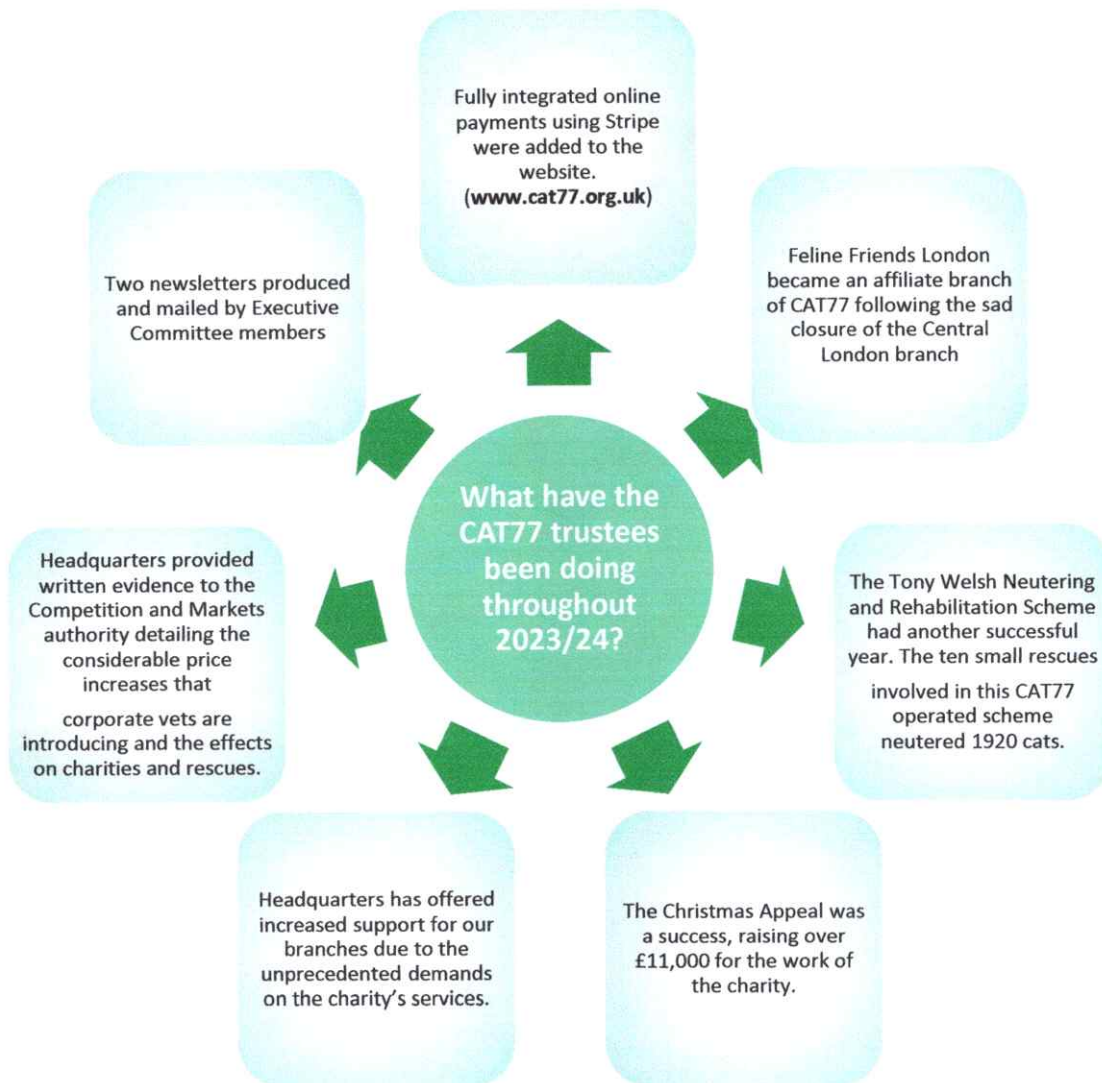 Fully integrated online
payments using Stripe
were added to the
website.
(www.cat77.org.uk)
Two newsletters produced
and mailed by Executive
Committee members
Feline Friends London
became an affiliate branch
of CAT77 following the sad
closure of the Central
London branch
What have the
CAT77 trustees
been doing
throughout
2023/24?
Headquarters provided
written evidence to the
Competition and Markets
authority detailing the
considerable price
increases that
corporate vets are
introducing and the effects
on charities and rescues.
The Tony Welsh Neutering
and Rehabilitation Scheme
had another successful
year. The ten small rescues
involved in this CAT77
operated scheme
neutered 1920 cats.
Headquarters has offered
increased support for our
branches due to the
unprecedented demands
on the charity's services.
The Christmas Appeal was
a success, raising over
£11,000 for the work of
the charity.